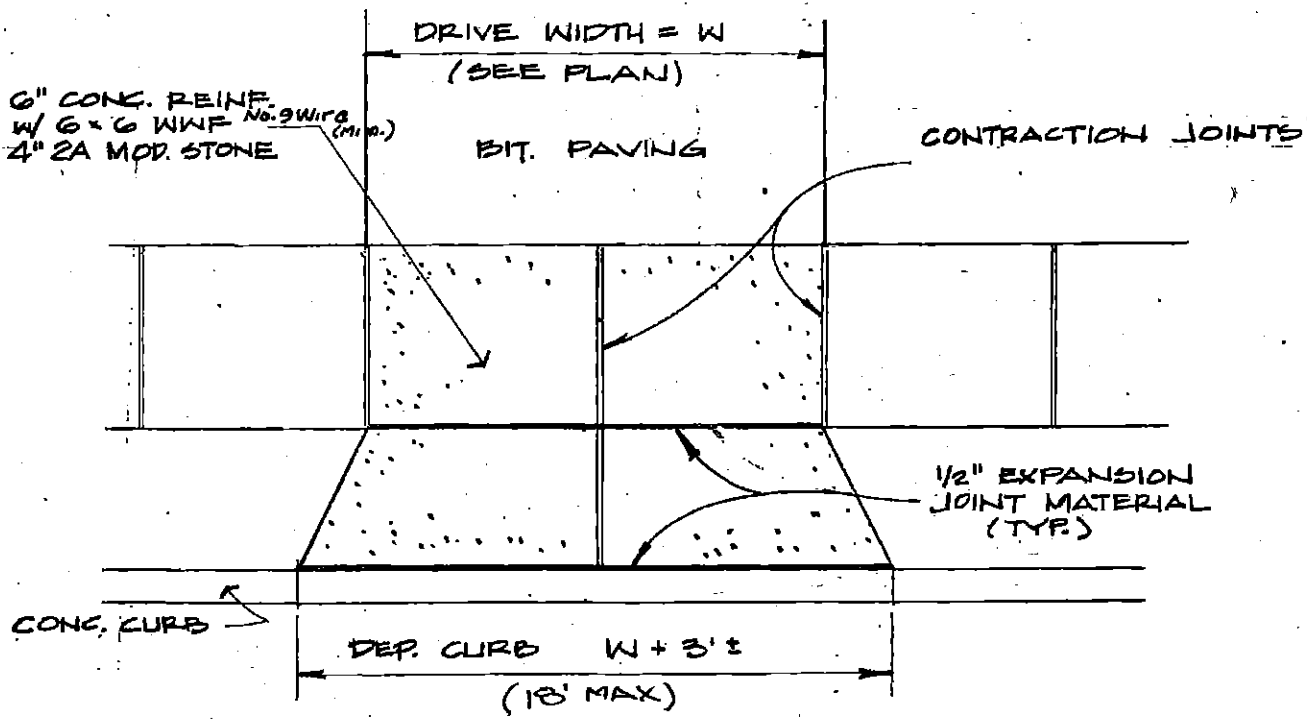 DRIVE WIDTH = W
(SEE PLAN)
6" CONC. REINF.
W/ 6 x 6 WWF No. 9 Wire (Min.)
4" 2A MOD. STONE
BIT. PAVING
CONTRACTION JOINTS
1/2" EXPANSION
JOINT MATERIAL
(TYP.)
CONC. CURB
DEP. CURB W + 3' ±
(18' MAX)